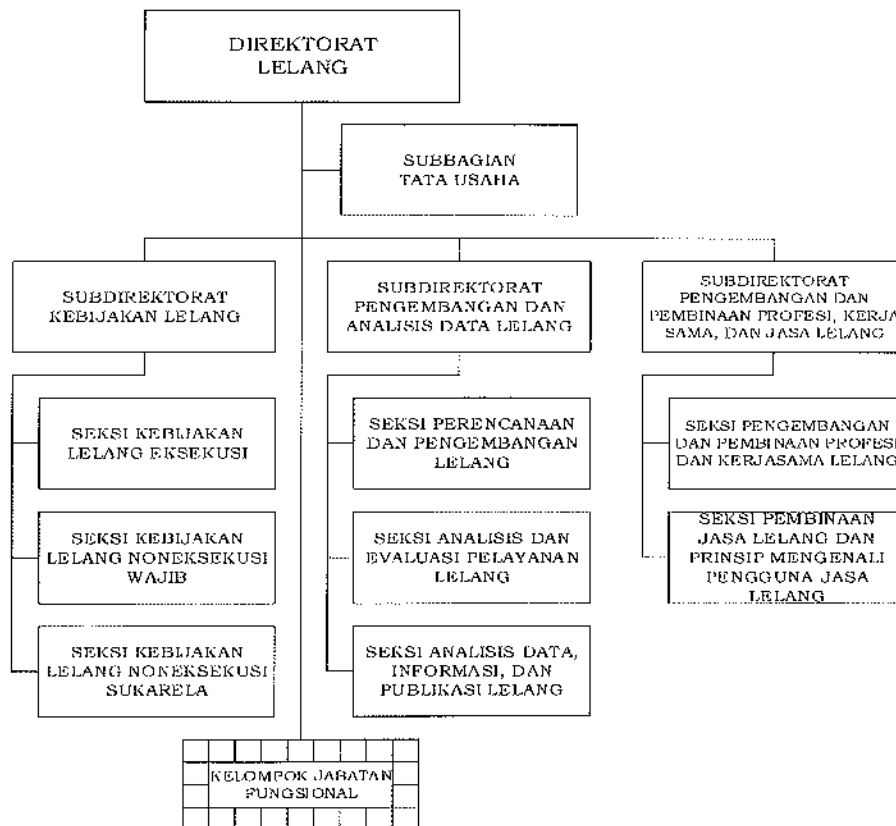 DIREKTORAT
LELANG
SUBBAGIAN
TATA USAHA
SUBDIREKTORAT
KEBIJAKAN LELANG
SUBDIREKTORAT
PENGEMBANGAN DAN
ANALISIS DATA LELANG
SUBDIREKTORAT
PENGEMBANGAN DAN
PEMBINAAN PROFESI, KERJA
SAMA, DAN JASA LELANG
SEKSI KEBIJAKAN
LELANG EKSEKUSI
SEKSI PERENCANAAN
DAN PENGEMBANGAN
LELANG
SEKSI PENGEMBANGAN
DAN PEMBINAAN PROFESI
DAN KERJASAMA LELANG
SEKSI KEBIJAKAN
LELANG NONEKSEKUSI
WAJIB
SEKSI ANALISIS DAN
EVALUASI PELAYANAN
LELANG
SEKSI PEMBINAAN
JASA LELANG DAN
PRINSIP MENGENALI
PENGGUNA JASA
LELANG
SEKSI KEBIJAKAN
LELANG NONEKSEKUSI
SUKARELA
SEKSI ANALISIS DATA,
INFORMASI, DAN
PUBLIKASI LELANG
KELOMPOK JABATAN
FUNGSIONAL